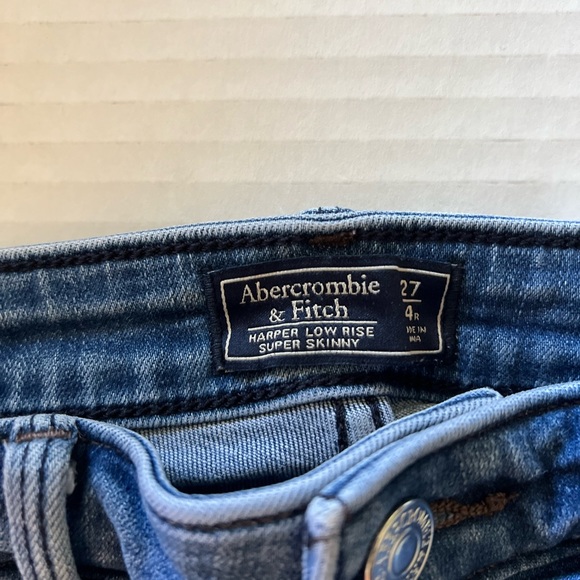 Abercrombie
& Fitch
HARPER LOW RISE
SUPER SKINNY
27
4R